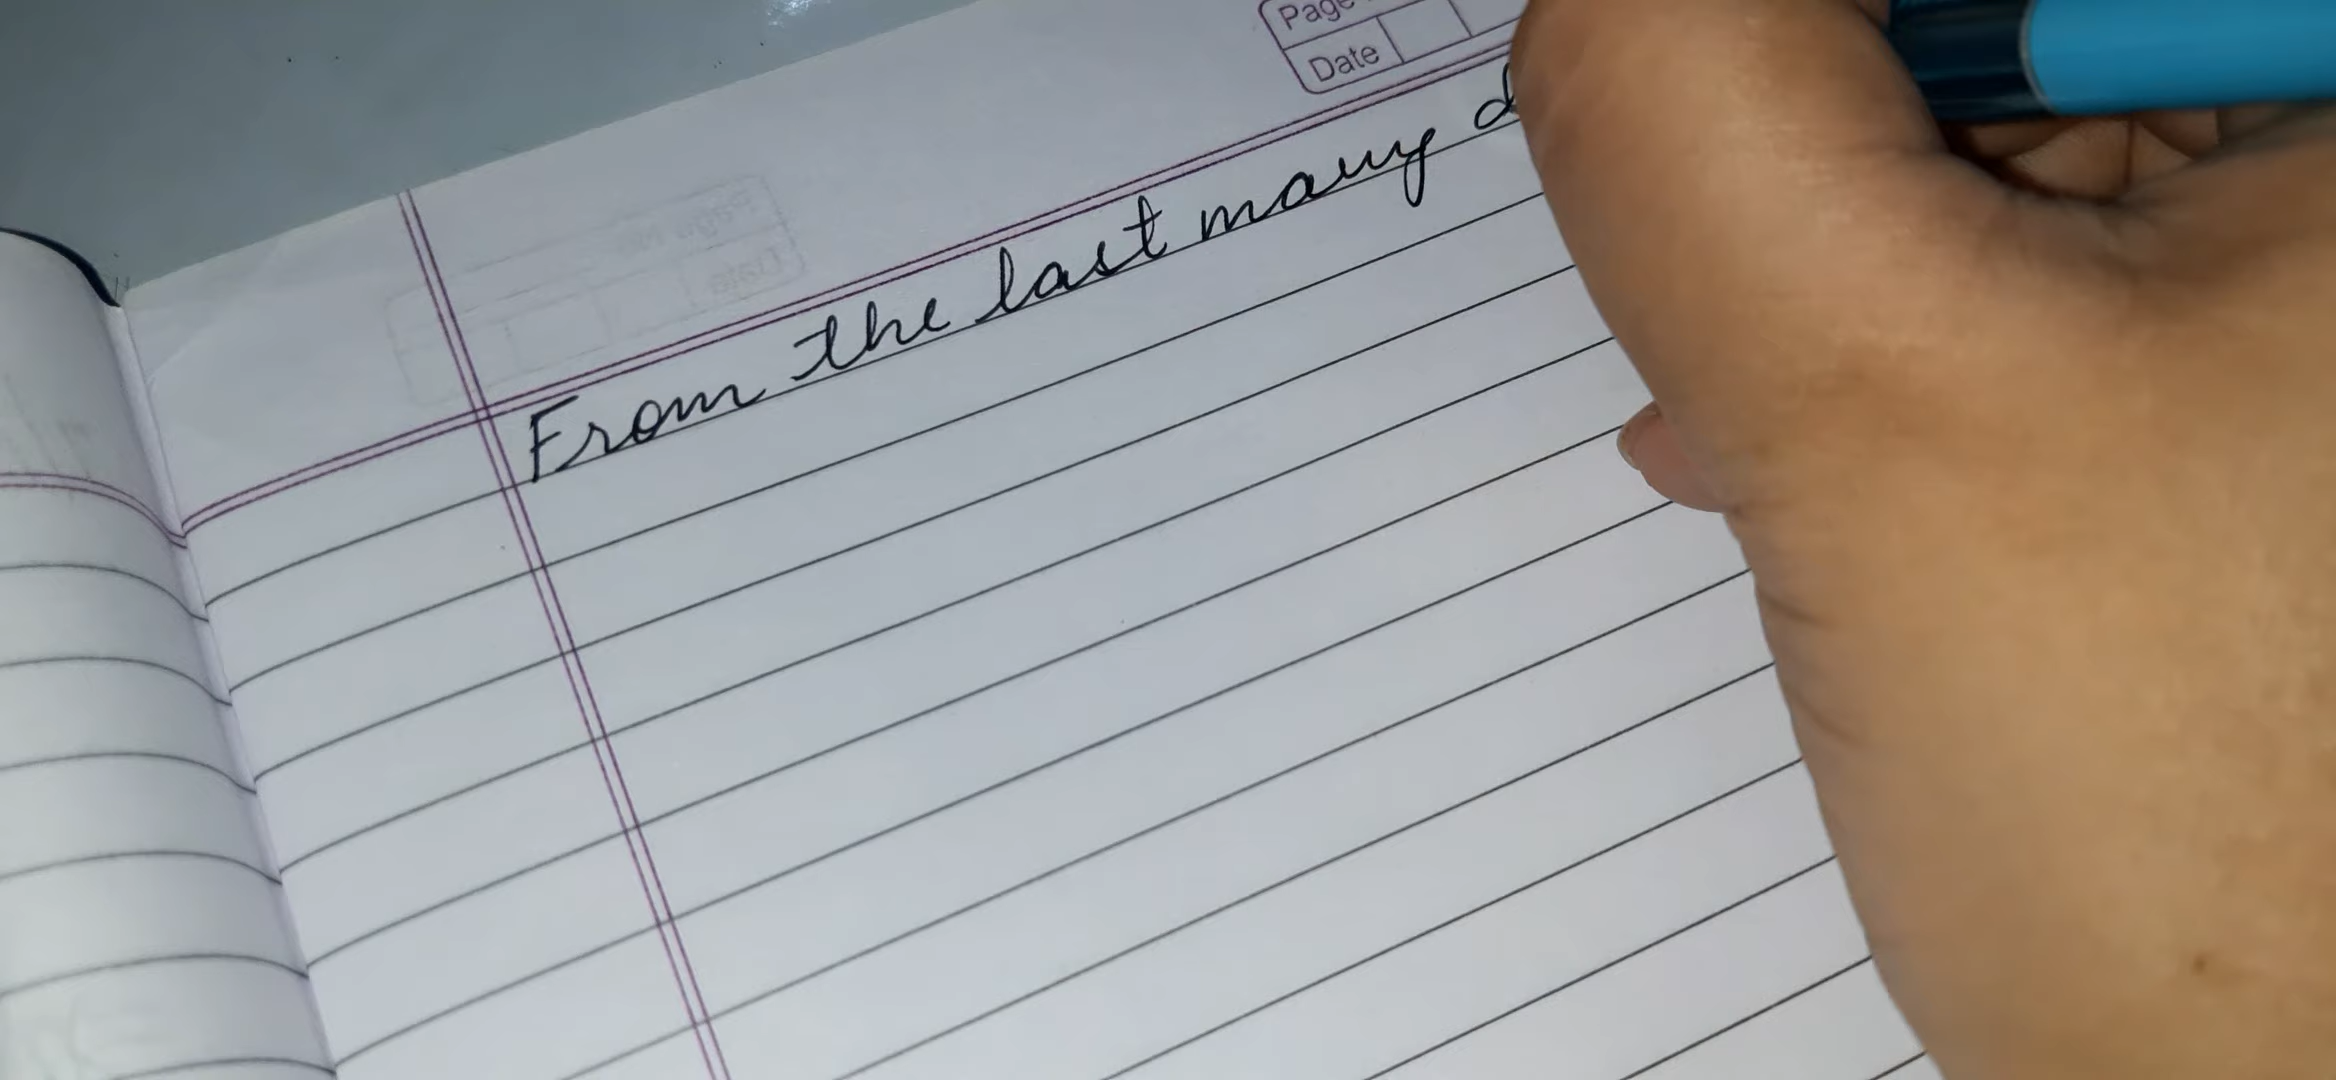 Page
Date
From the last many d